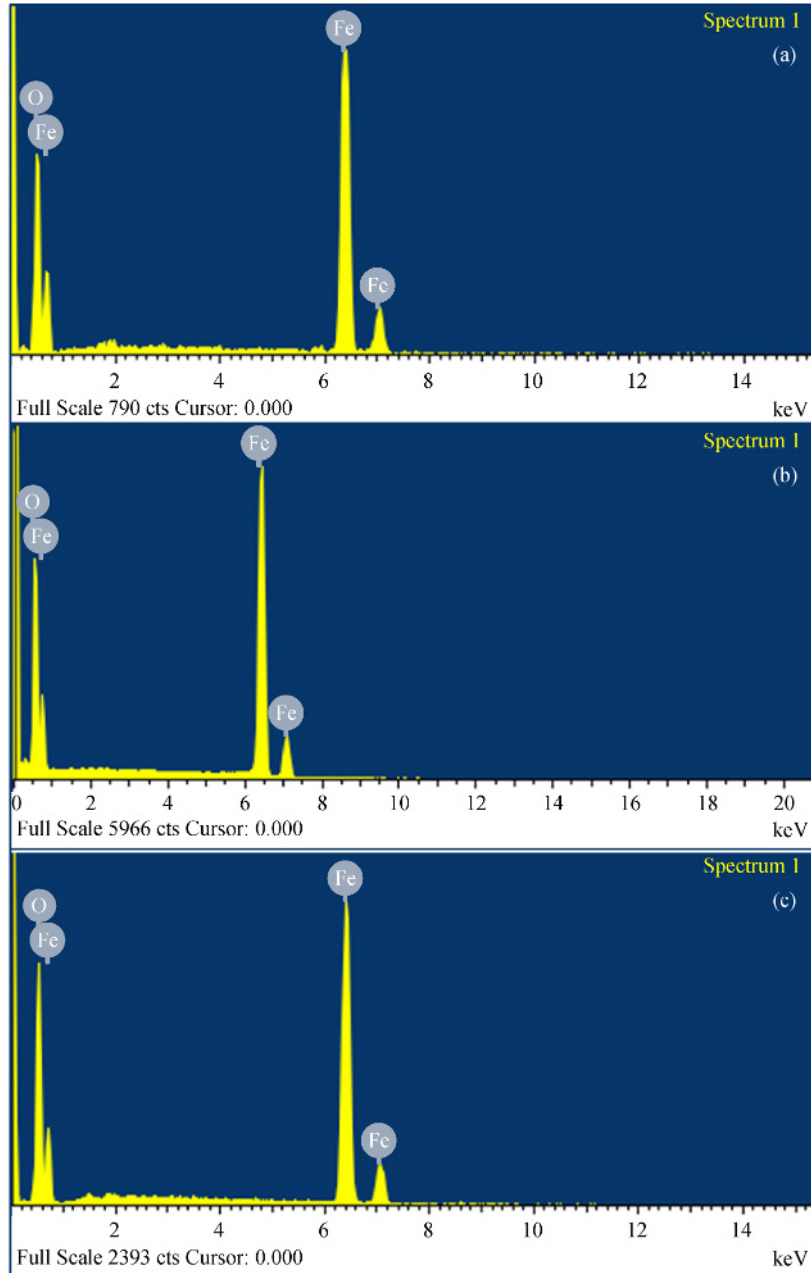 Spectrum 1
(a)
Fe
O
Fe
Fe
2 4 6 8 10 12 14
Full Scale 790 cts Cursor: 0.000 keV
Spectrum 1
(b)
Fe
O
Fe
Fe
0 2 4 6 8 10 12 14 16 18 20
Full Scale 5966 cts Cursor: 0.000 keV
Spectrum 1
(c)
Fe
O
Fe
Fe
2 4 6 8 10 12 14
Full Scale 2393 cts Cursor: 0.000 keV